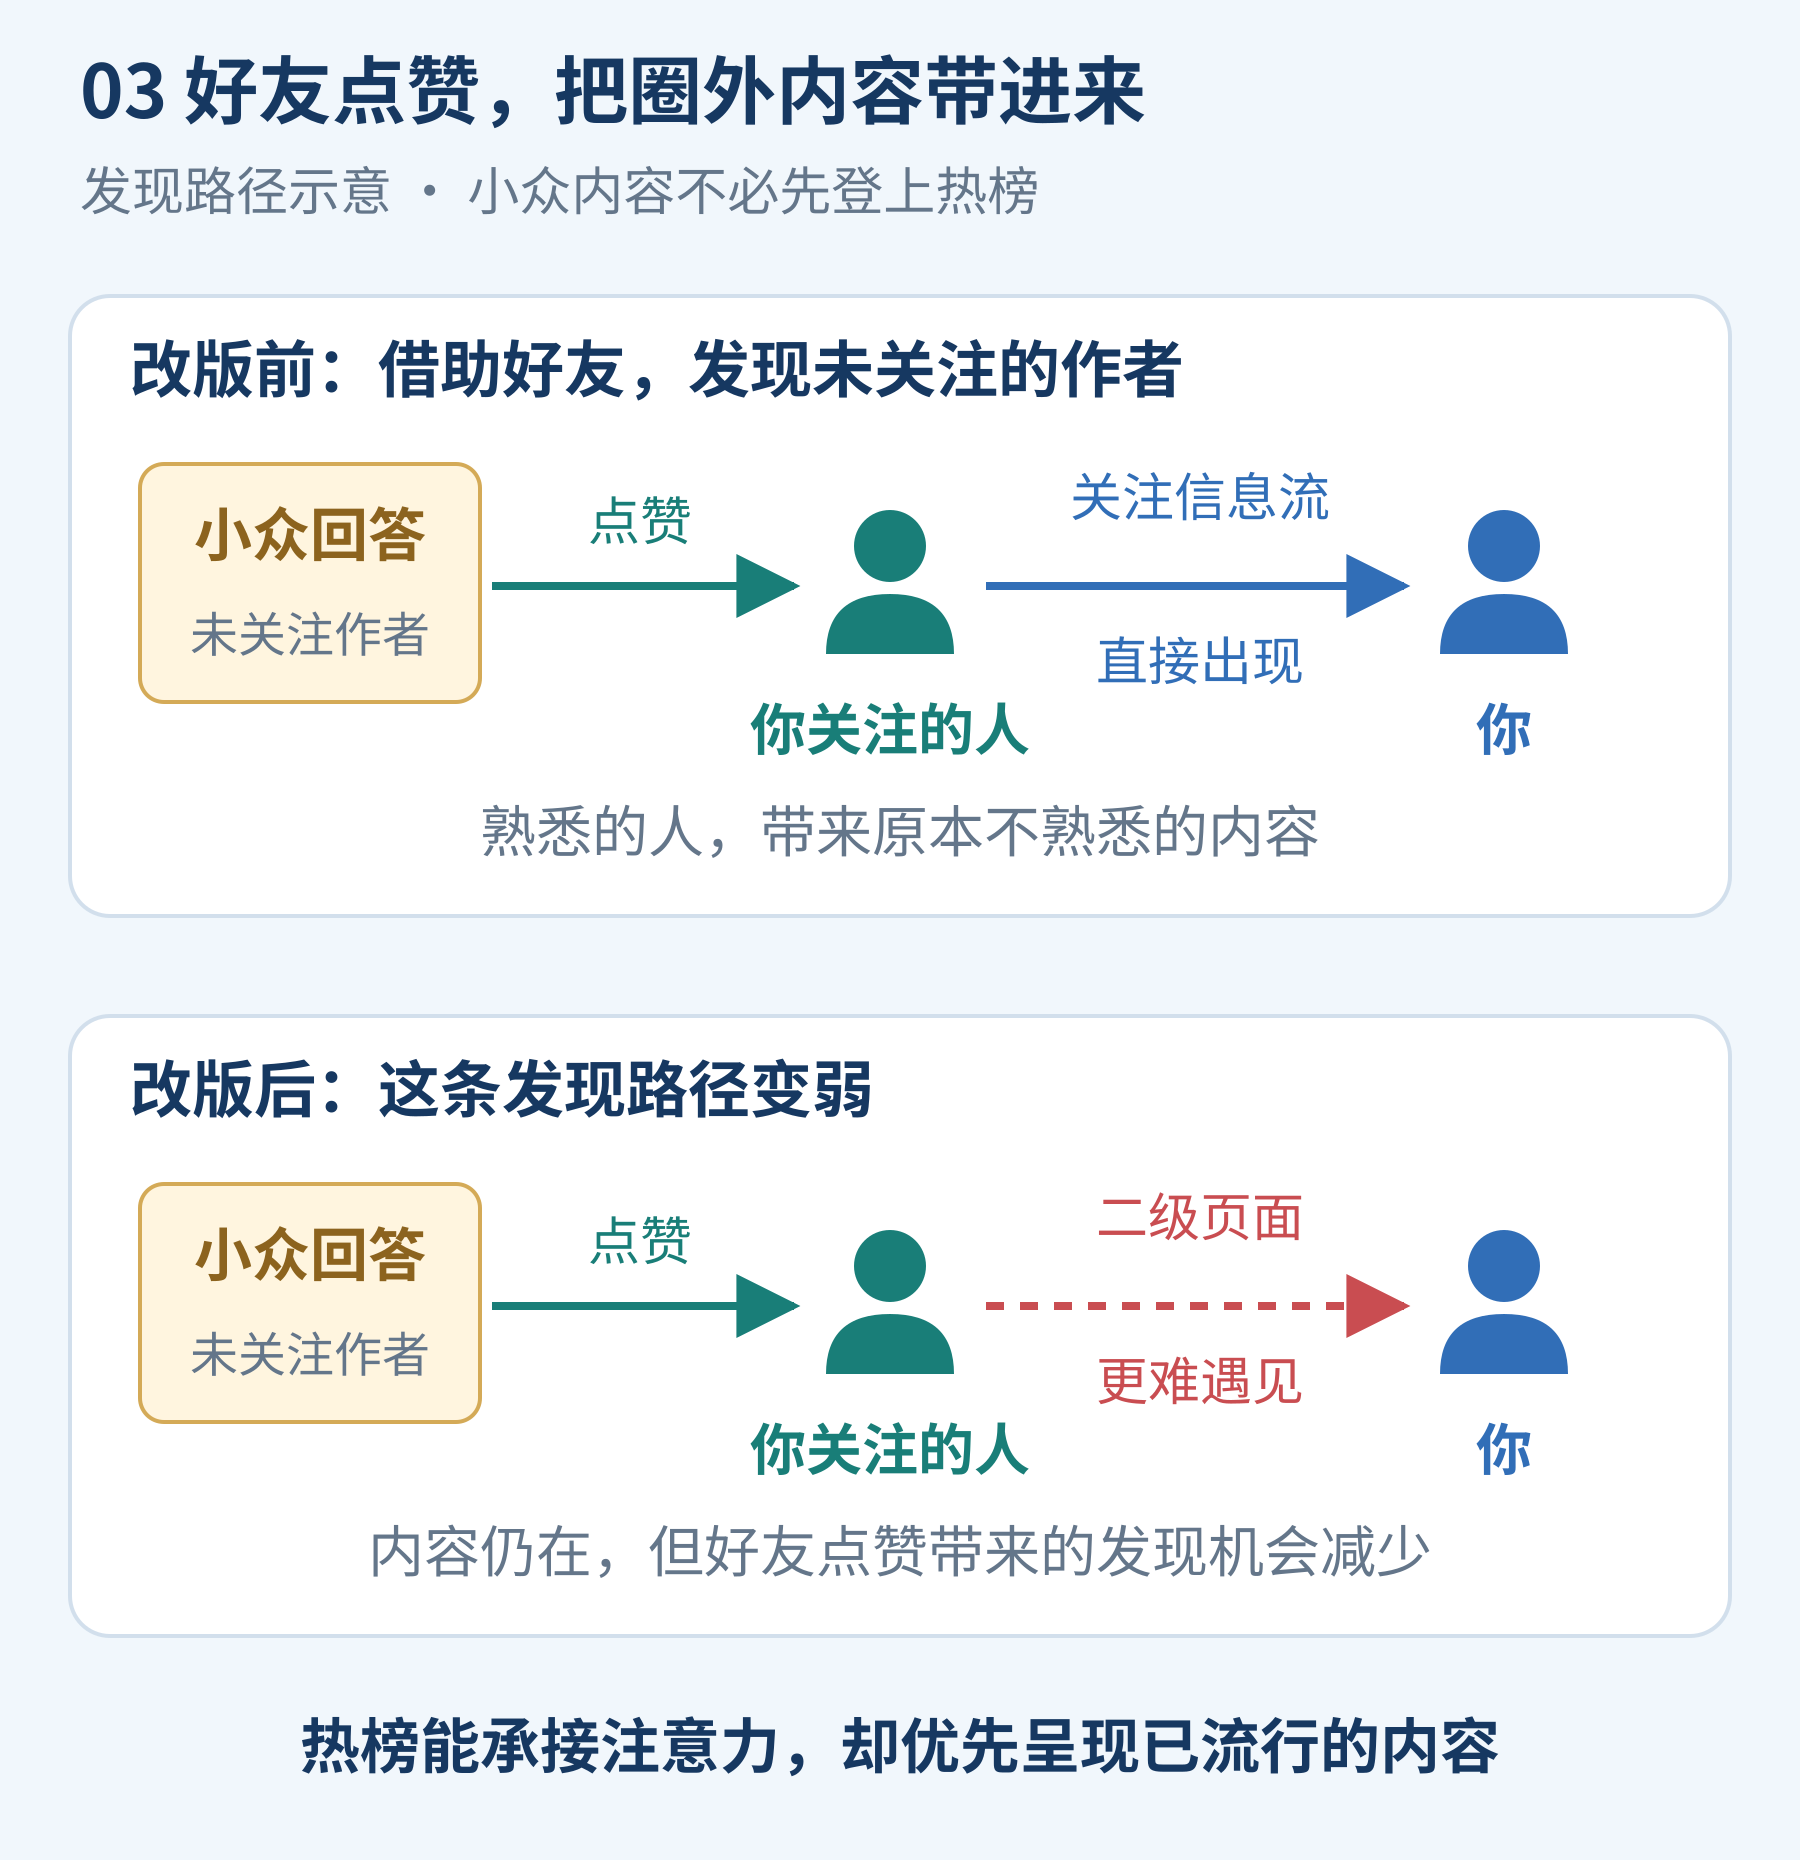 03 好友点赞，把圈外内容带进来
发现路径示意 · 小众内容不必先登上热榜
改版前：借助好友，发现未关注的作者
小众回答
未关注作者
点赞
你关注的人
关注信息流
直接出现
你
熟悉的人，带来原本不熟悉的内容
改版后：这条发现路径变弱
小众回答
未关注作者
点赞
你关注的人
二级页面
更难遇见
你
内容仍在，但好友点赞带来的发现机会减少
热榜能承接注意力，却优先呈现已流行的内容